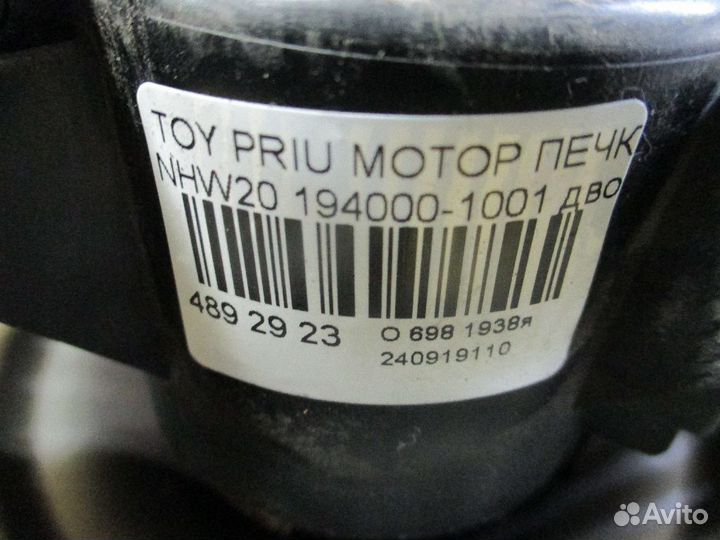 TOY PRIU МОТОР ПЕЧК
NHW20 194000-1001 дво
489 29 23
О 698 1938я
240919110
Avito